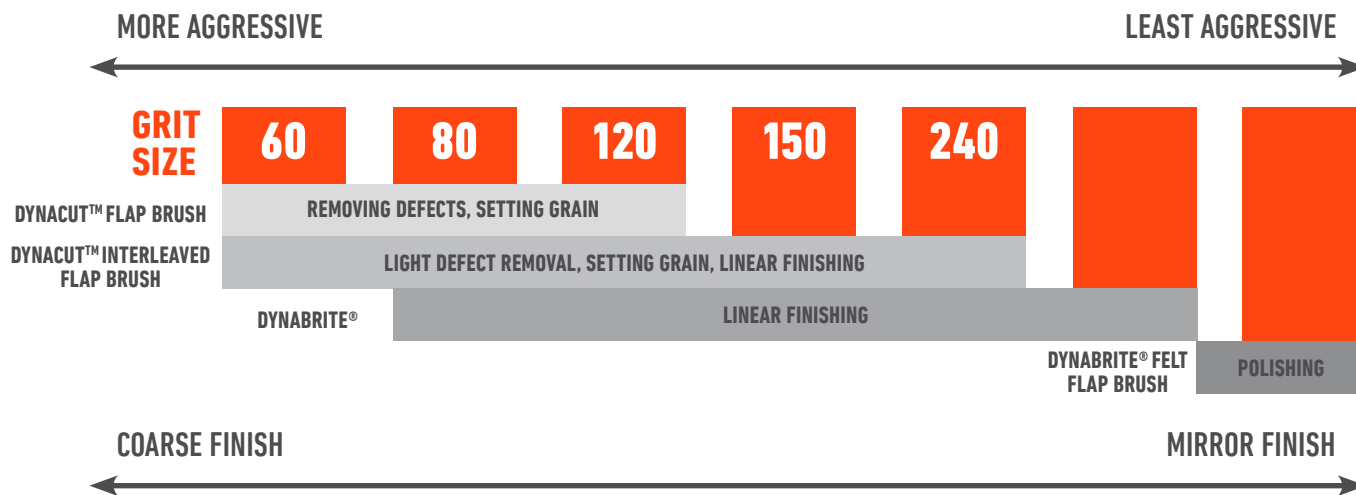 MORE AGGRESSIVE
LEAST AGGRESSIVE
GRIT
SIZE
60
80
120
150
240
DYNACUT™ FLAP BRUSH
REMOVING DEFECTS, SETTING GRAIN
DYNACUT™ INTERLEAVED
FLAP BRUSH
LIGHT DEFECT REMOVAL, SETTING GRAIN, LINEAR FINISHING
DYNABRITE®
LINEAR FINISHING
DYNABRITE® FELT
FLAP BRUSH
POLISHING
COARSE FINISH
MIRROR FINISH